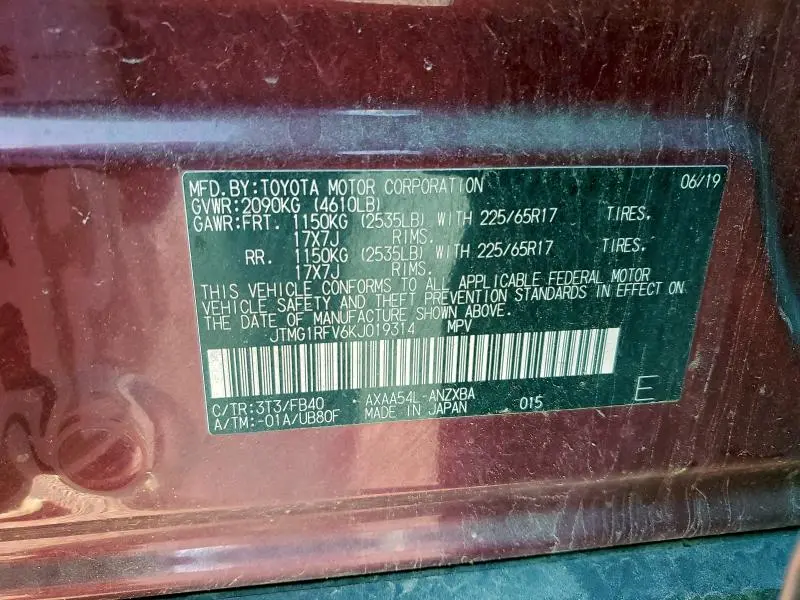 MFD.BY:TOYOTA MOTOR CORPORATION 06/19
GVWR:2090KG (4610LB)
GAWR:FRT. 1150KG (2535LB) WITH 225/65R17 TIRES.
17X7J RIMS.
RR. 1150KG (2535LB) WITH 225/65R17 TIRES.
17X7J RIMS.
THIS VEHICLE CONFORMS TO ALL APPLICABLE FEDERAL MOTOR
VEHICLE SAFETY AND THEFT PREVENTION STANDARDS IN EFFECT ON
THE DATE OF MANUFACTURE SHOWN ABOVE.
JTMG1RFV6KJ019314 MPV
C/TR:3T3/FB40 AXAA54L-ANZXBA 015 E
A/TM:-01A/UB80F MADE IN JAPAN